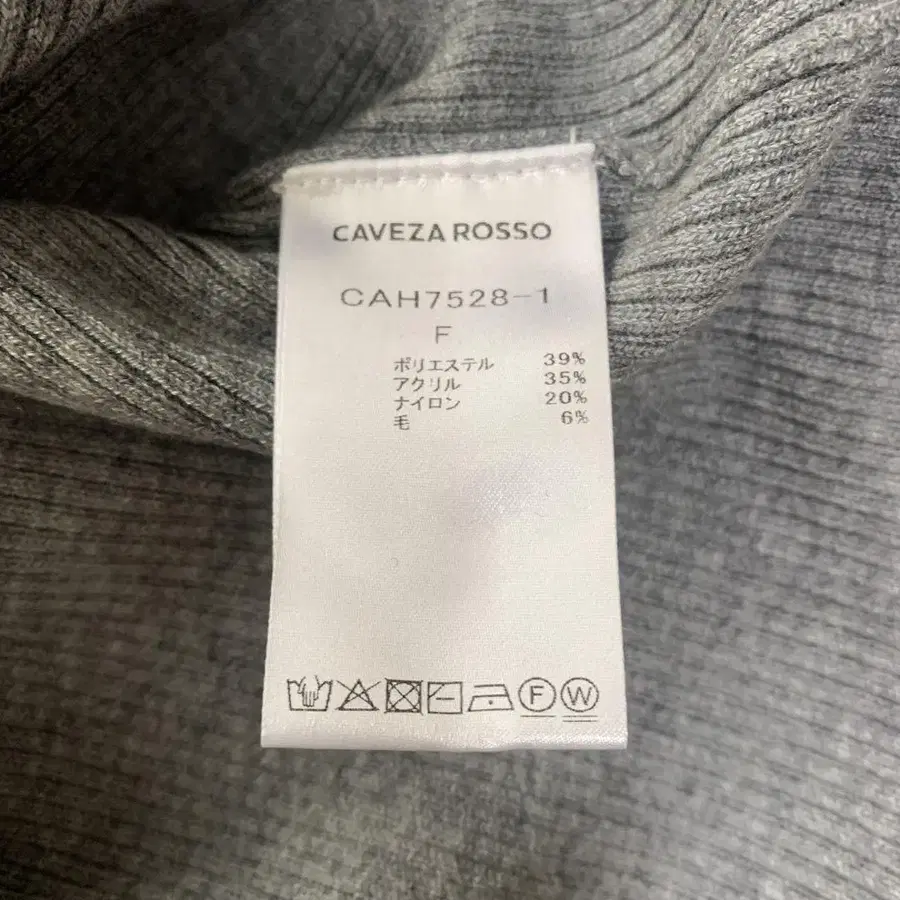 CAVEZA ROSSO
CAH7528-1
F
ポリエステル 39%
アクリル 35%
ナイロン 20%
毛 6%
F W